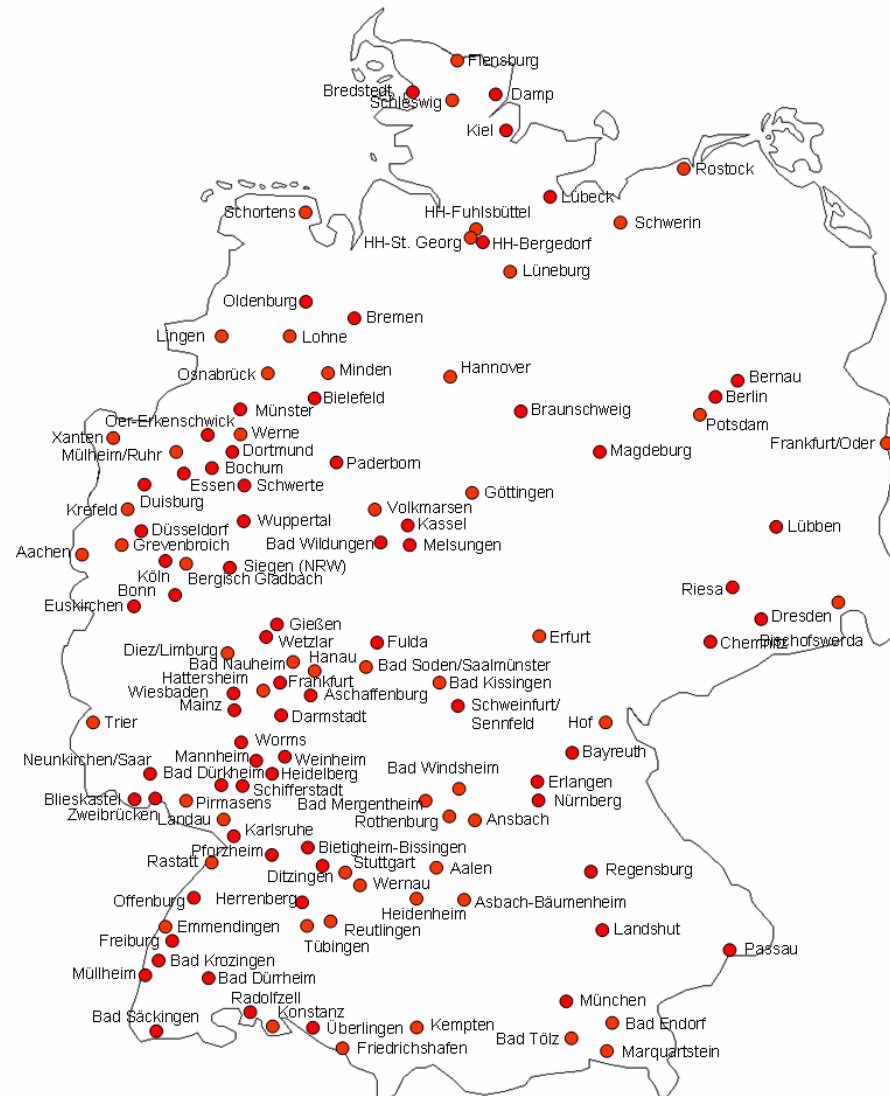 Flensburg
Bredstedt
Schleswig
Damp
Kiel
Rostock
Lübeck
Schortens
HH-Fuhlsbüttel
Schwerin
HH-St. Georg
HH-Bergedorf
Lüneburg
Oldenburg
Bremen
Lingen
Lohne
Osnabrück
Minden
Hannover
Bernau
Bielefeld
Berlin
Münster
Braunschweig
Oer-Erkenschwick
Potsdam
Xanten
Werne
Frankfurt/Oder
Mülheim/Ruhr
Dortmund
Magdeburg
Bochum
Paderborn
Essen
Schwerte
Göttingen
Duisburg
Krefeld
Volkmarsen
Wuppertal
Kassel
Lübben
Düsseldorf
Grevenbroich
Bad Wildungen
Melsungen
Aachen
Siegen (NRW)
Köln
Bergisch Gladbach
Bonn
Riesa
Euskirchen
Gießen
Dresden
Wetzlar
Fulda
Erfurt
Chemnitz
Bischofswerda
Diez/Limburg
Bad Nauheim
Hanau
Bad Soden/Saalmünster
Hattersheim
Frankfurt
Bad Kissingen
Wiesbaden
Aschaffenburg
Mainz
Schweinfurt/
Sennfeld
Darmstadt
Trier
Hof
Worms
Bayreuth
Neunkirchen/Saar
Mannheim
Weinheim
Bad Dürkheim
Heidelberg
Bad Windsheim
Erlangen
Schifferstadt
Blieskastel
Pirmasens
Bad Mergentheim
Nürnberg
Zweibrücken
Landau
Rothenburg
Ansbach
Karlsruhe
Pforzheim
Bietigheim-Bissingen
Rastatt
Stuttgart
Ditzingen
Aalen
Regensburg
Wernau
Offenburg
Herrenberg
Heidenheim
Asbach-Bäumenheim
Emmendingen
Reutlingen
Tübingen
Landshut
Freiburg
Passau
Bad Krozingen
Müllheim
Bad Dürrheim
Radolfzell
München
Bad Säckingen
Konstanz
Überlingen
Kempten
Bad Endorf
Bad Tölz
Friedrichshafen
Marquartstein